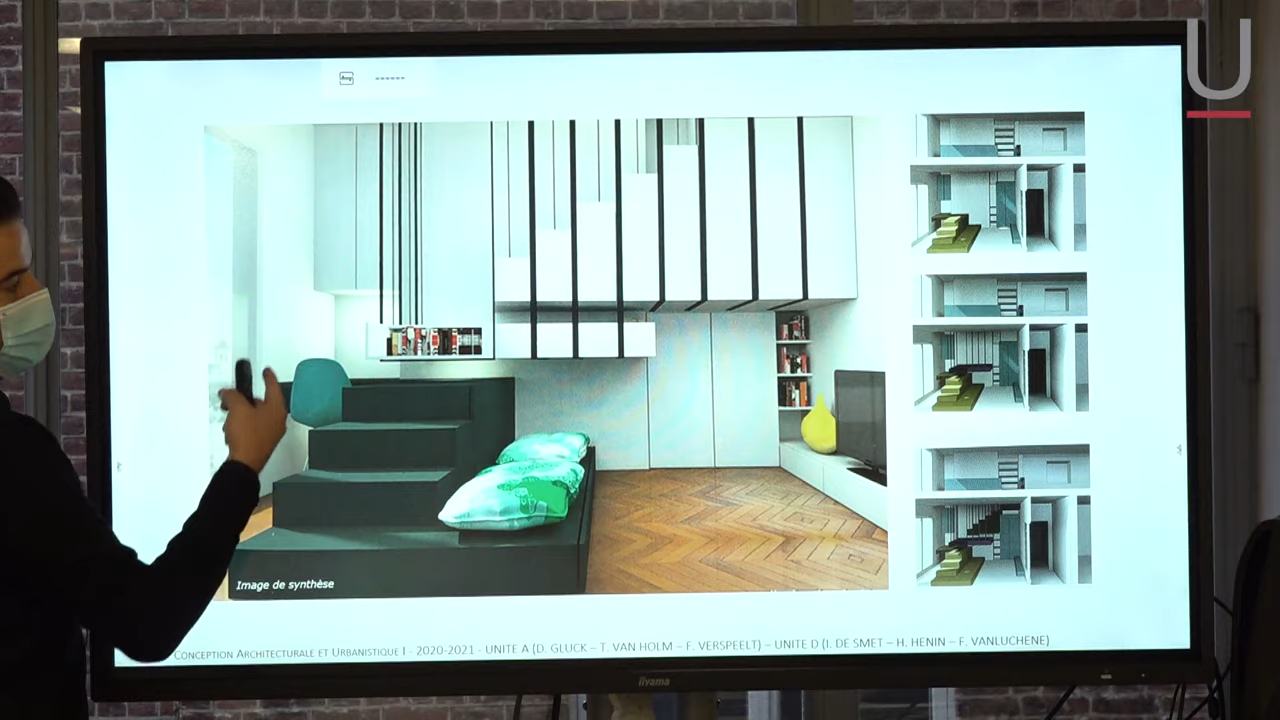 U
Image de synthèse
CONCEPTION ARCHITECTURALE ET URBANISTIQUE I - 2020-2021 - UNITE A (D. GLUCK – T. VAN HOLM – F. VERSPEELT) – UNITE D (I. DE SMET – H. HENIN – F. VANLUCHENE)
iiyama